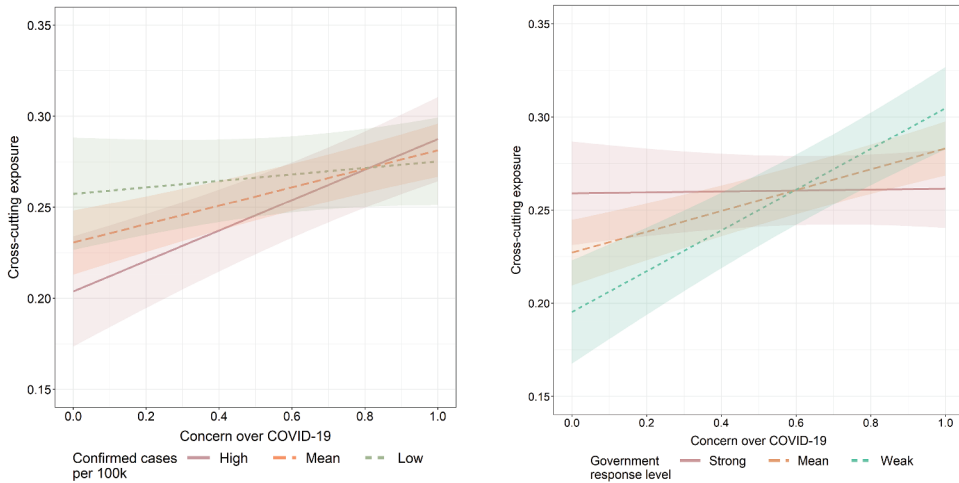 0.35
0.30
0.25
0.20
0.15
Cross-cutting exposure
0.0 0.2 0.4 0.6 0.8 1.0
Concern over COVID-19
Confirmed cases
per 100k
High Mean Low
0.35
0.30
0.25
0.20
0.15
Cross-cutting exposure
0.0 0.2 0.4 0.6 0.8 1.0
Concern over COVID-19
Government
response level
Strong Mean Weak